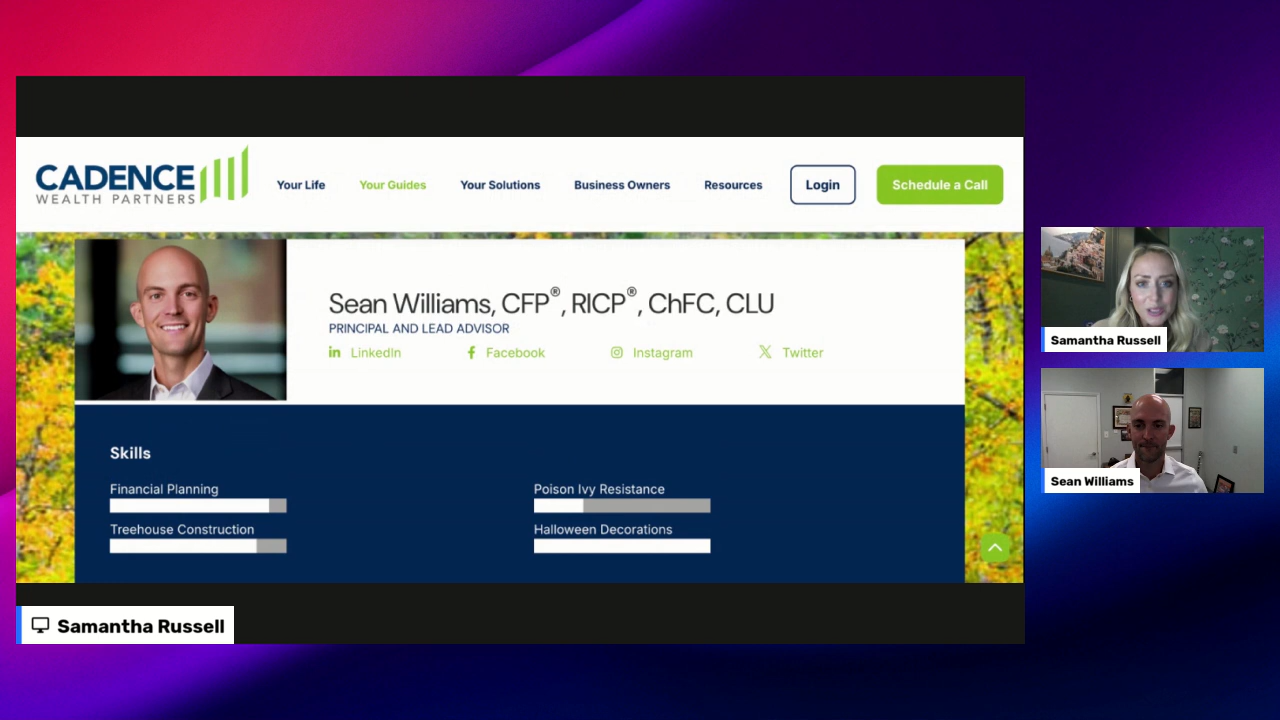 CADENCE
WEALTH PARTNERS
Your Life Your Guides Your Solutions Business Owners Resources Login Schedule a Call
Sean Williams, CFP®, RICP®, ChFC, CLU
PRINCIPAL AND LEAD ADVISOR
LinkedIn Facebook Instagram Twitter
Skills
Financial Planning Poison Ivy Resistance
Treehouse Construction Halloween Decorations
Samantha Russell
Samantha Russell
Sean Williams